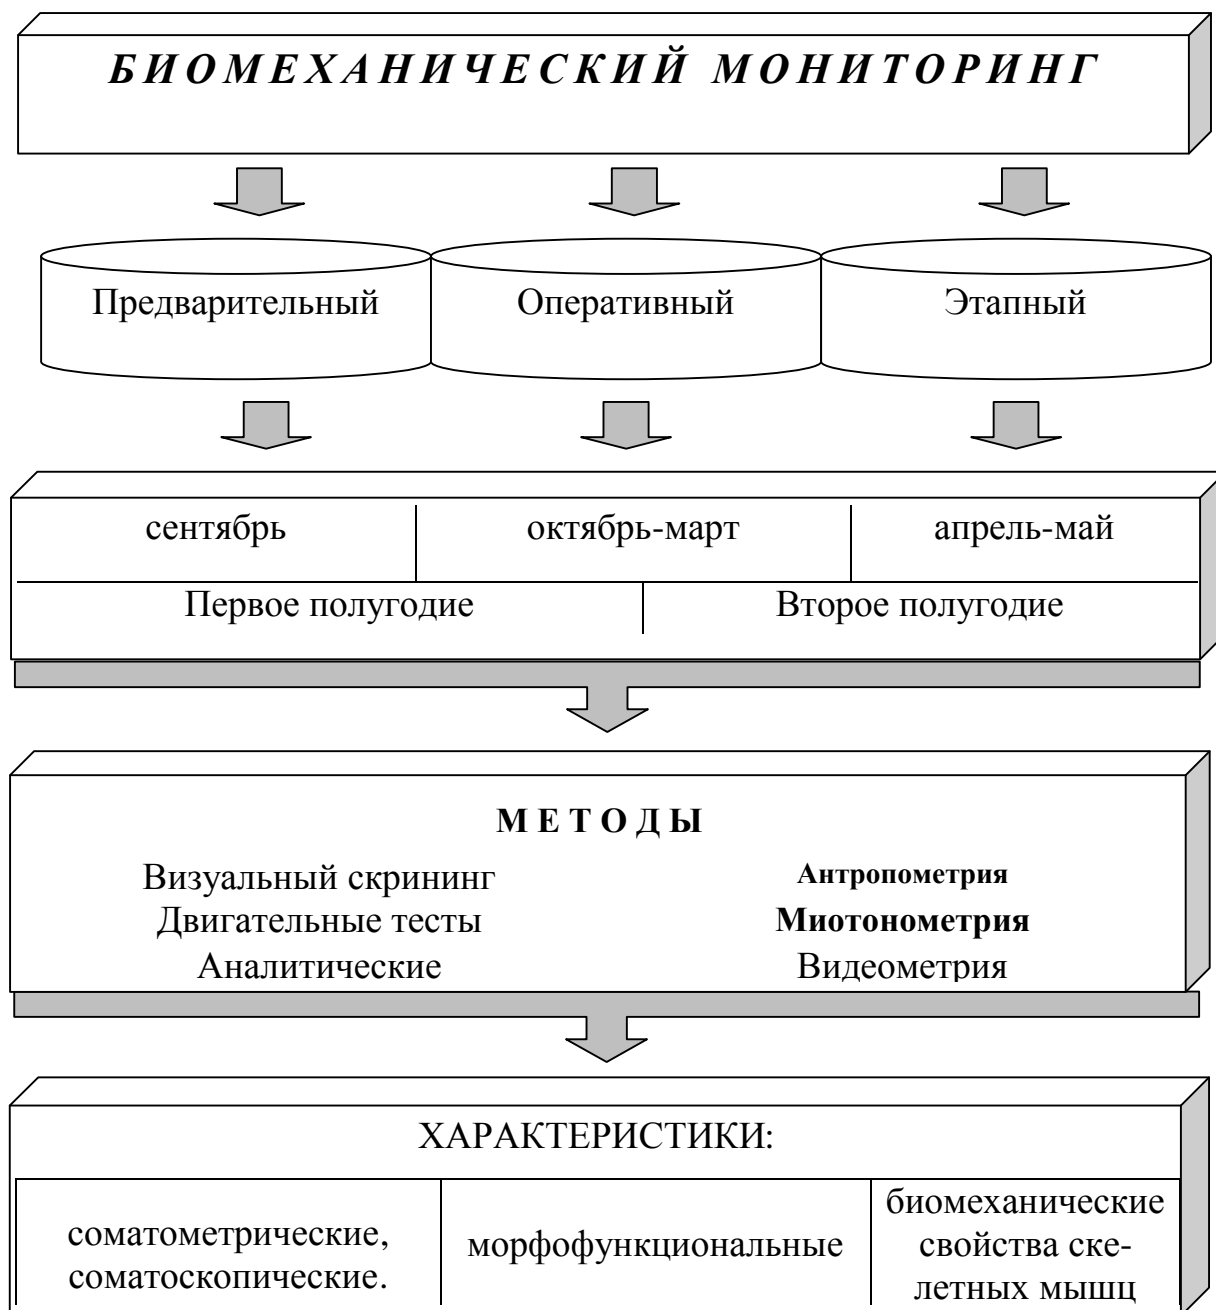 БИОМЕХАНИЧЕСКИЙ МОНИТОРИНГ
Предварительный Оперативный Этапный
сентябрь октябрь-март апрель-май
Первое полугодие Второе полугодие
МЕТОДЫ
Визуальный скрининг Антропометрия
Двигательные тесты Миотонометрия
Аналитические Видеометрия
ХАРАКТЕРИСТИКИ:
соматометрические,
соматоскопические.
морфофункциональные
биомеханические
свойства ске-
летных мышц